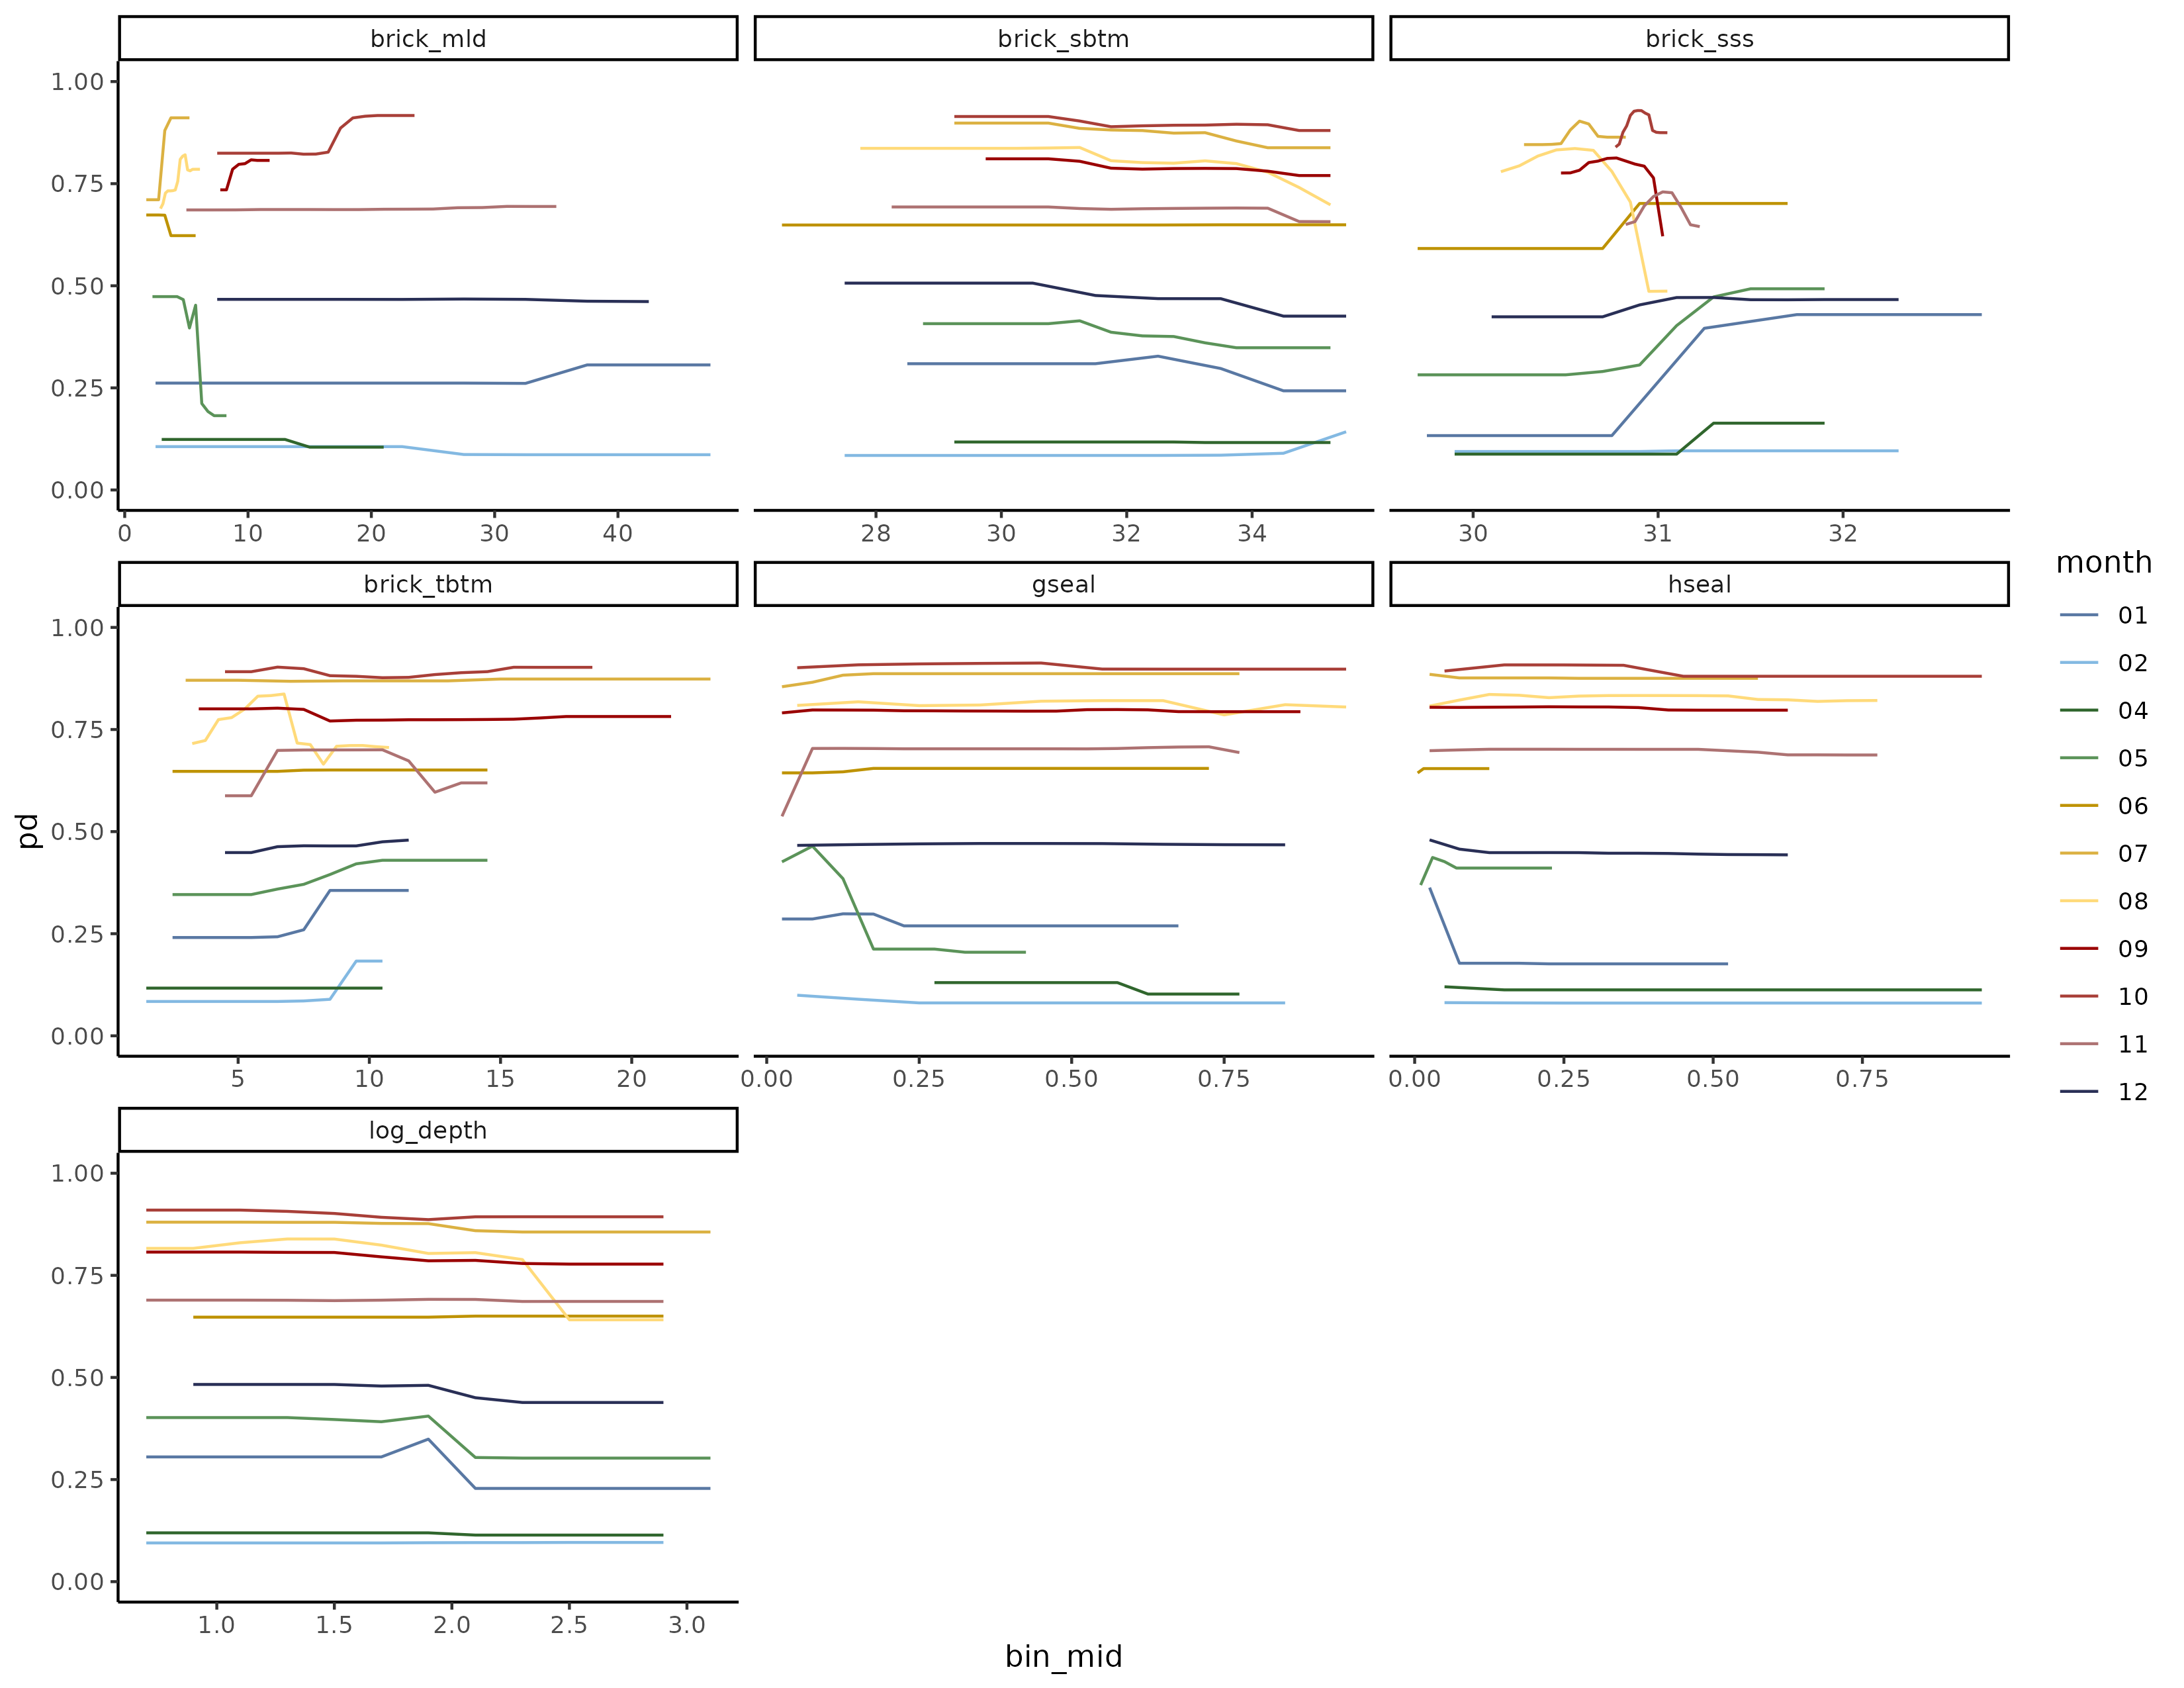 brick_mld brick_sbtm brick_sss
1.00
0.75
0.50
0.25
0.00
0 10 20 30 40 28 30 32 34 30 31 32
brick_tbtm gseal hseal
1.00
0.75
0.50
0.25
0.00
5 10 15 20 0.00 0.25 0.50 0.75 0.00 0.25 0.50 0.75
log_depth
1.00
0.75
0.50
0.25
0.00
1.0 1.5 2.0 2.5 3.0
bin_mid
pd
month
01
02
04
05
06
07
08
09
10
11
12